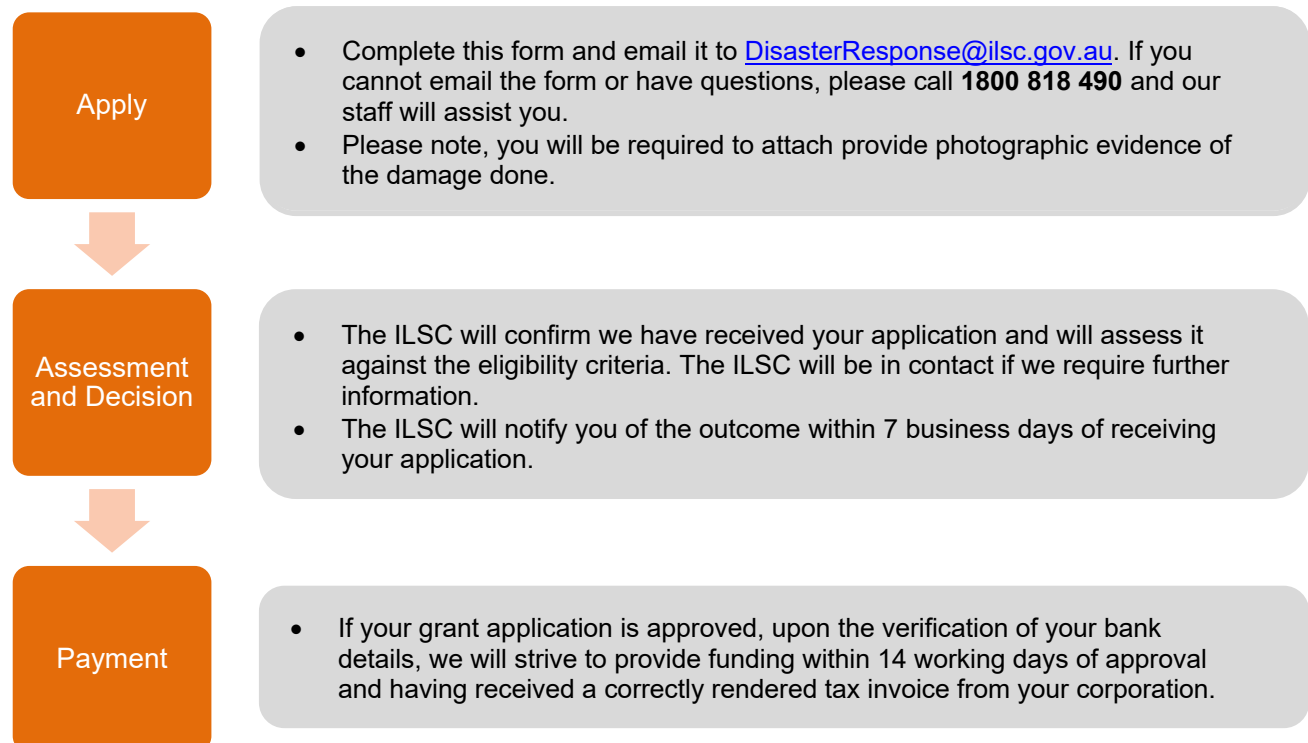 Apply
• Complete this form and email it to DisasterResponse@ilsc.gov.au. If you
cannot email the form or have questions, please call 1800 818 490 and our
staff will assist you.
• Please note, you will be required to attach provide photographic evidence of
the damage done.
Assessment
and Decision
• The ILSC will confirm we have received your application and will assess it
against the eligibility criteria. The ILSC will be in contact if we require further
information.
• The ILSC will notify you of the outcome within 7 business days of receiving
your application.
Payment
• If your grant application is approved, upon the verification of your bank
details, we will strive to provide funding within 14 working days of approval
and having received a correctly rendered tax invoice from your corporation.